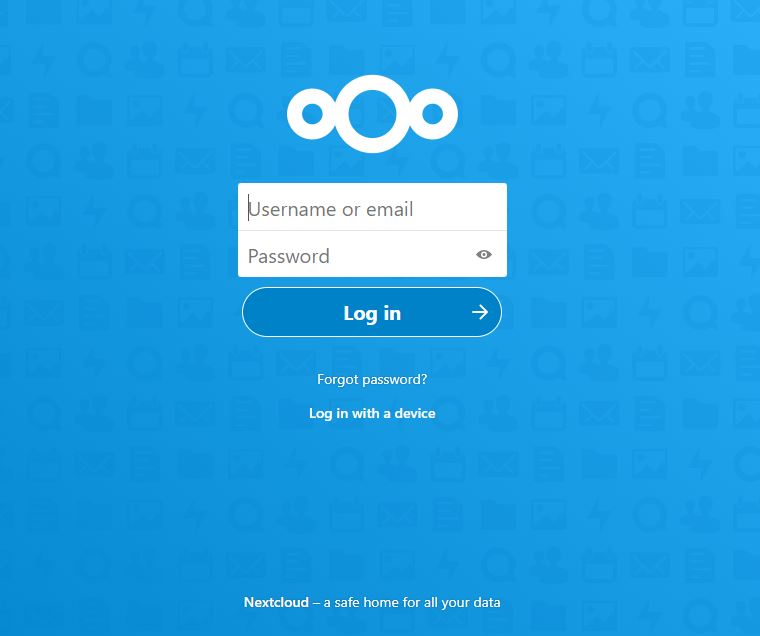 Username or email
Password
Log in
Forgot password?
Log in with a device
Nextcloud – a safe home for all your data